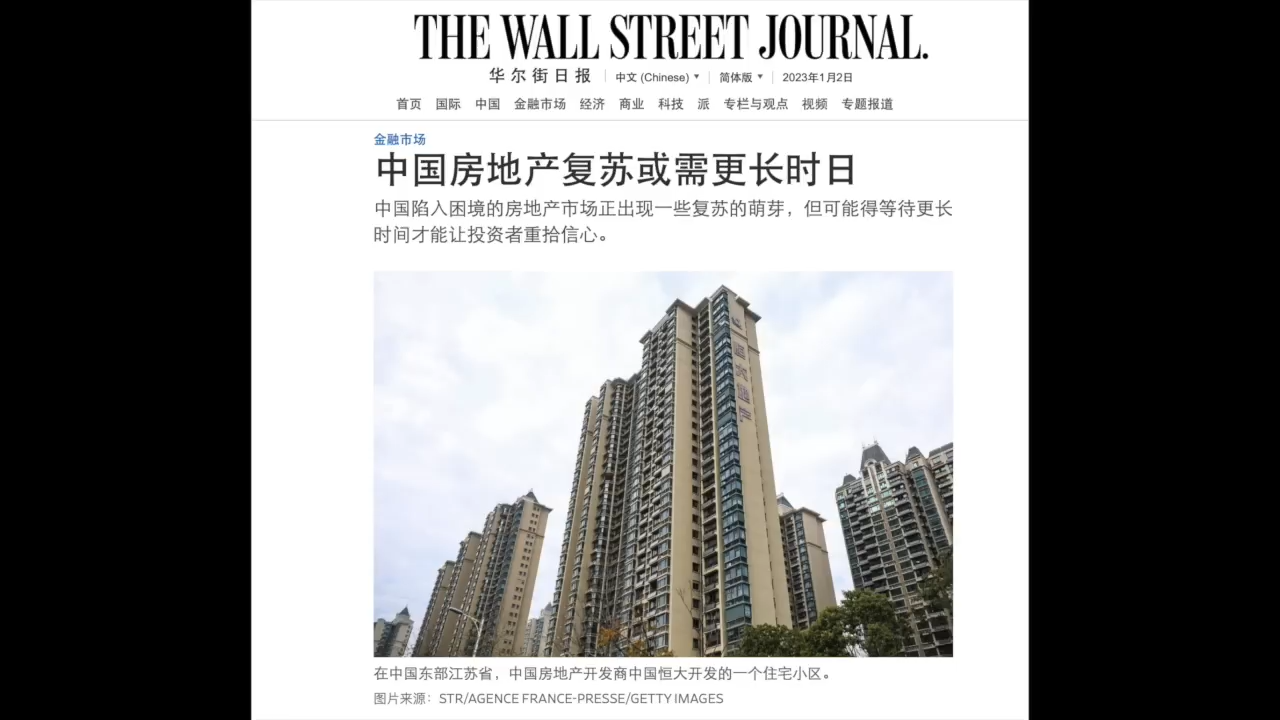 THE WALL STREET JOURNAL.
华尔街日报 中文 (Chinese) 简体版 2023年1月2日
首页 国际 中国 金融市场 经济 商业 科技 派 专栏与观点 视频 专题报道
金融市场
中国房地产复苏或需更长时日
中国陷入困境的房地产市场正出现一些复苏的萌芽，但可能得等待更长
时间才能让投资者重拾信心。
恒大地产
在中国东部江苏省，中国房地产开发商中国恒大开发的一个住宅小区。
图片来源：STR/AGENCE FRANCE-PRESSE/GETTY IMAGES